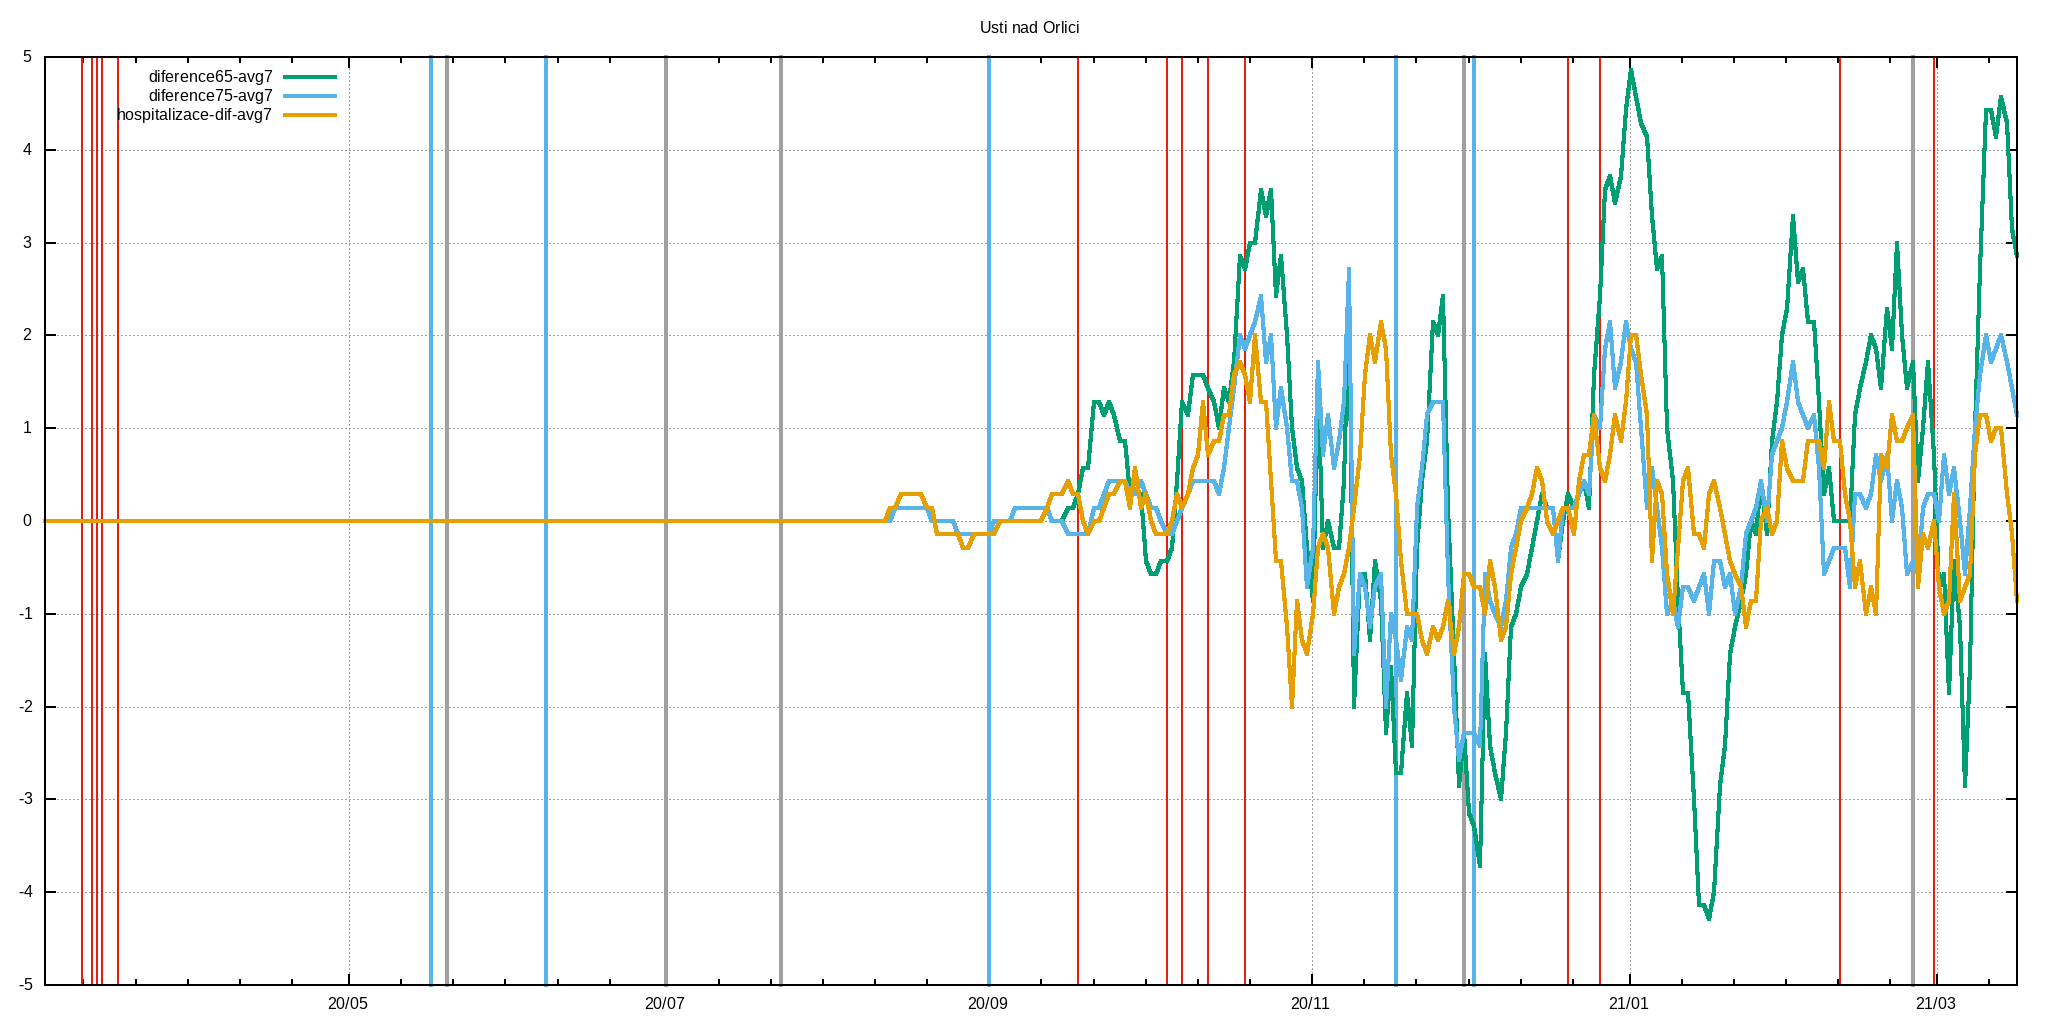 Usti nad Orlici
diference65-avg7
diference75-avg7
hospitalizace-dif-avg7
5
4
3
2
1
0
-1
-2
-3
-4
-5
20/05 20/07 20/09 20/11 21/01 21/03